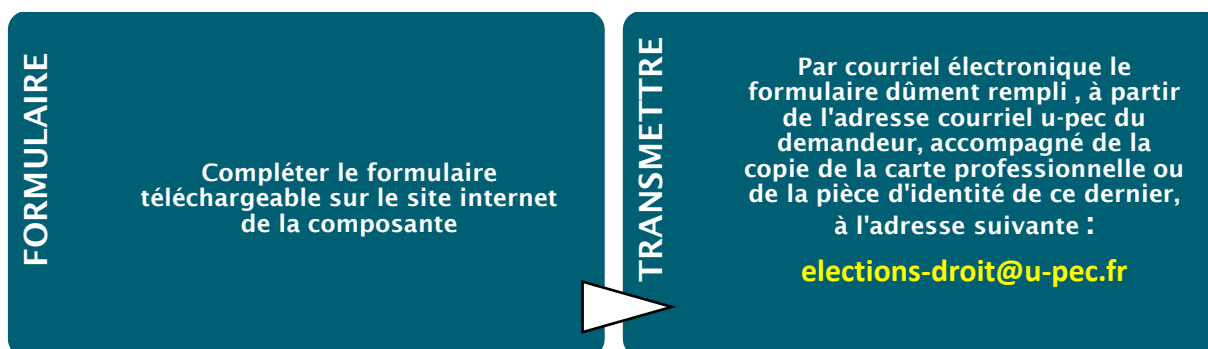 FORMULAIRE
Compléter le formulaire
téléchargeable sur le site internet
de la composante
TRANSMETTRE
Par courriel électronique le
formulaire dûment rempli , à partir
de l'adresse courriel u-pec du
demandeur, accompagné de la
copie de la carte professionnelle ou
de la pièce d'identité de ce dernier,
à l'adresse suivante :
elections-droit@u-pec.fr